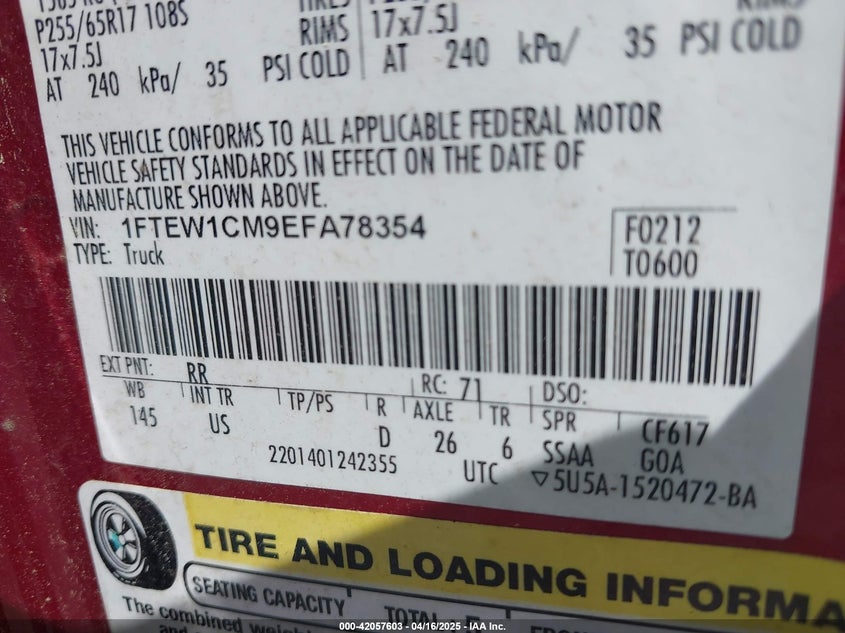 P255/65R17 108S
TIRES
17x7.5J
RIMS
17x7.5J
RIMS
AT 240 kPa/ 35 PSI COLD
AT 240 kPa/ 35 PSI COLD
THIS VEHICLE CONFORMS TO ALL APPLICABLE FEDERAL MOTOR
VEHICLE SAFETY STANDARDS IN EFFECT ON THE DATE OF
MANUFACTURE SHOWN ABOVE.
VIN: 1FTEW1CM9EFA78354
F0212
TYPE: Truck
T0600
EXT PNT: RR
RC: 71
DSO:
WB
INT TR
TP/PS
R
AXLE
TR
SPR
CF617
145
US
D
26
6
SSAA
GOA
2201401242355
UTC
▽5U5A-1520472-BA
TIRE AND LOADING INFORMA
SEATING CAPACITY
TOTAL
The combined
000-42057603 - 04/16/2025 - IAA Inc.